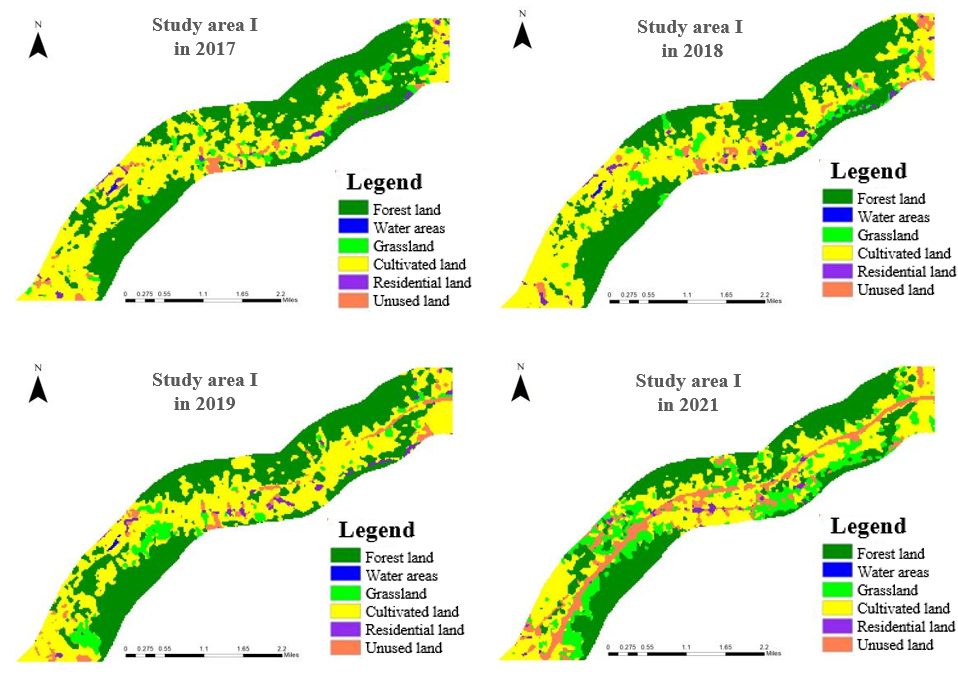 N
Study area I
in 2017
Legend
Forest land
Water areas
Grassland
Cultivated land
Residential land
Unused land
0 0.275 0.55 1.1 1.65 2.2
Miles
N
Study area I
in 2018
Legend
Forest land
Water areas
Grassland
Cultivated land
Residential land
Unused land
0 0.275 0.55 1.1 1.65 2.2
Miles
N
Study area I
in 2019
Legend
Forest land
Water areas
Grassland
Cultivated land
Residential land
Unused land
0 0.275 0.55 1.1 1.65 2.2
Miles
N
Study area I
in 2021
Legend
Forest land
Water areas
Grassland
Cultivated land
Residential land
Unused land
0 0.275 0.55 1.1 1.65 2.2
Miles